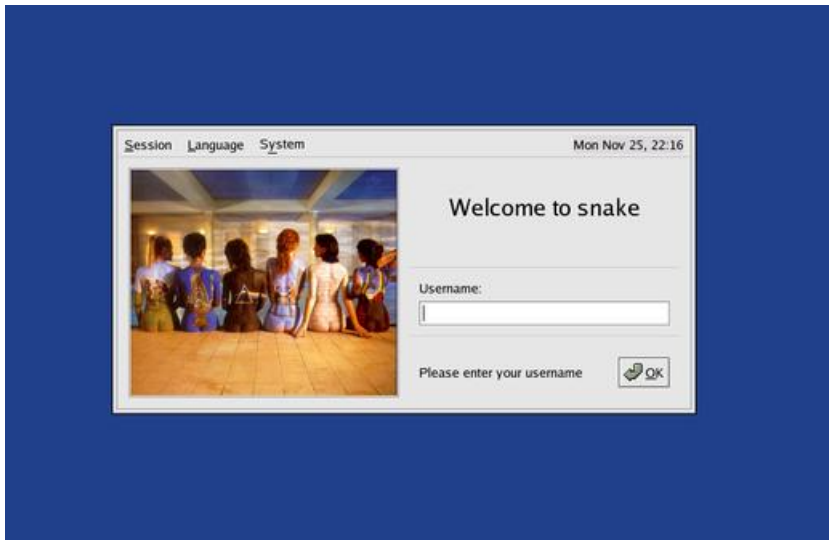 Session Language System Mon Nov 25, 22:16
Welcome to snake
Username:
Please enter your username OK